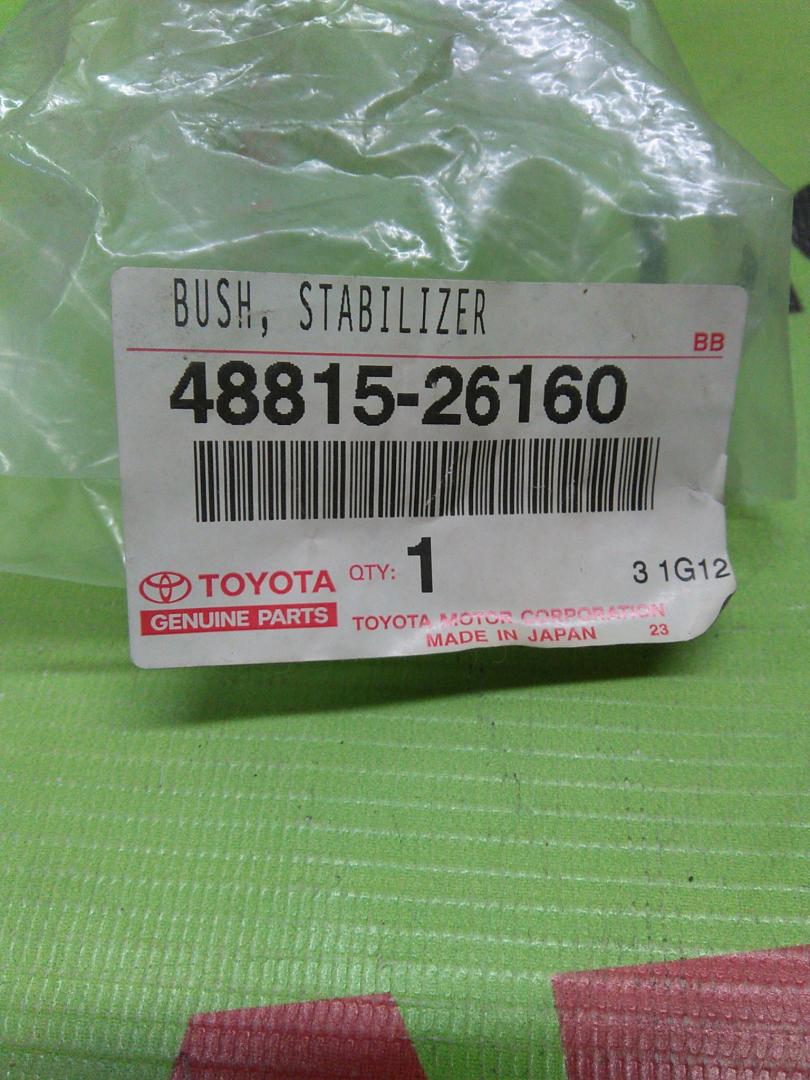 BUSH, STABILIZER
BB
48815-26160
QTY: 1
3 1G12
TOYOTA
GENUINE PARTS
TOYOTA MOTOR CORPORATION
MADE IN JAPAN 23